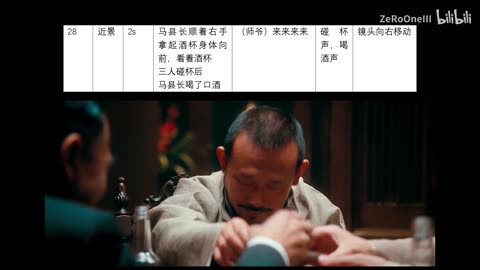 ZeRoOneIII bilibili
28 近景 2s 马县长顺着右手 （师爷）来来来来 碰杯 镜头向右移动
拿起酒杯身体向 声，喝
前，看着酒杯 酒声
三人碰杯后
马县长喝了口酒